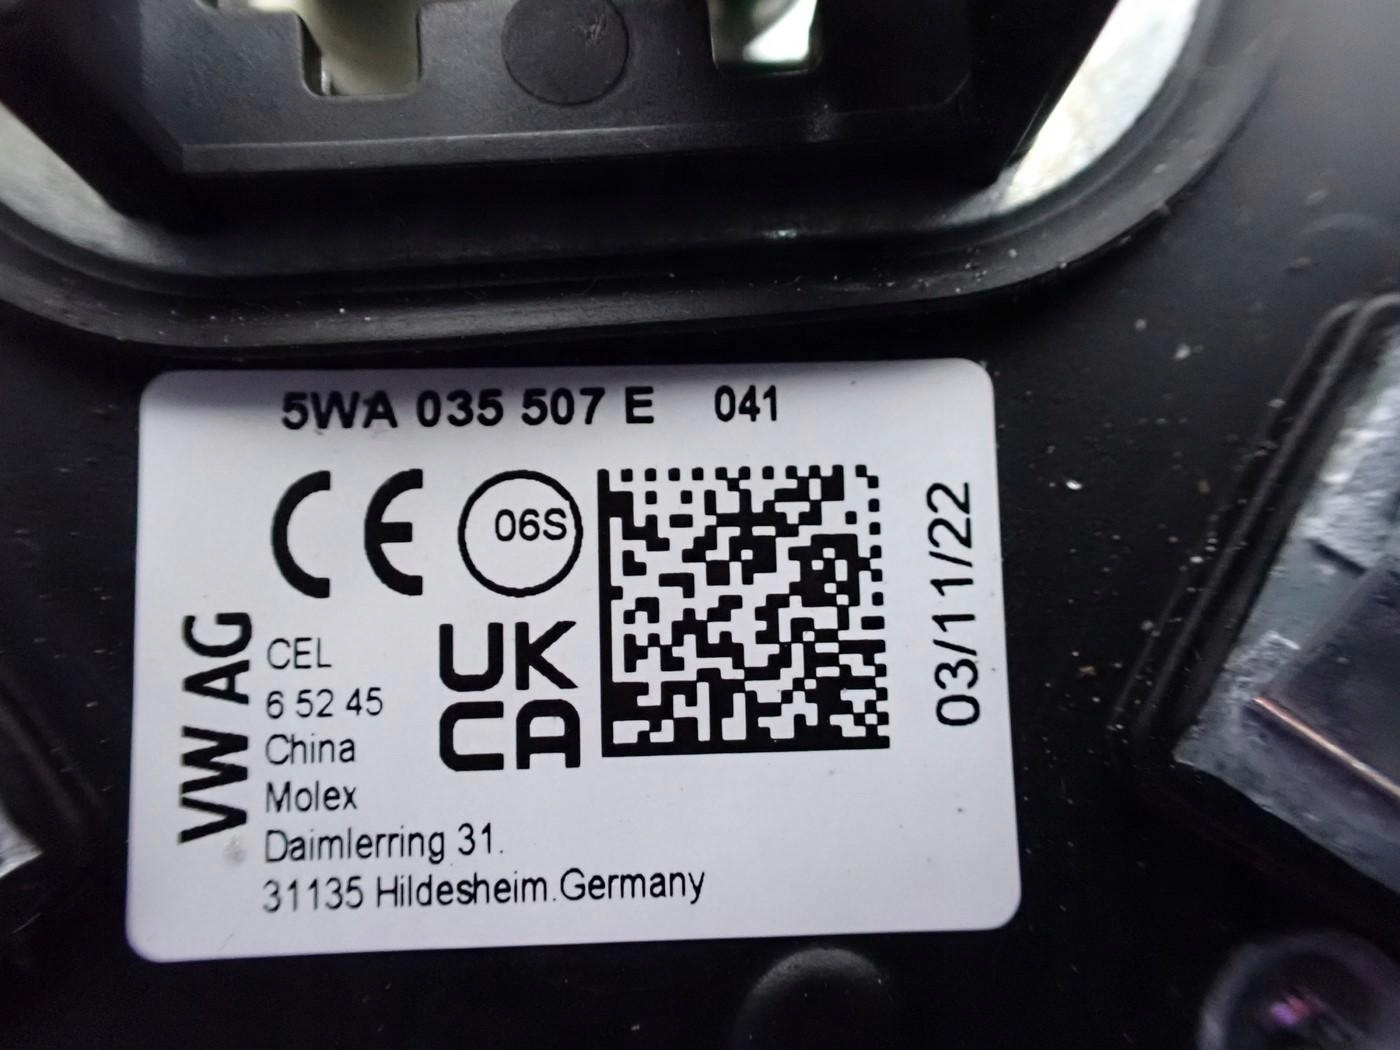 5WA 035 507 E 041
CE 06S
UK
CA
03/11/22
VW AG
CEL
6 52 45
China
Molex
Daimlerring 31.
31135 Hildesheim.Germany